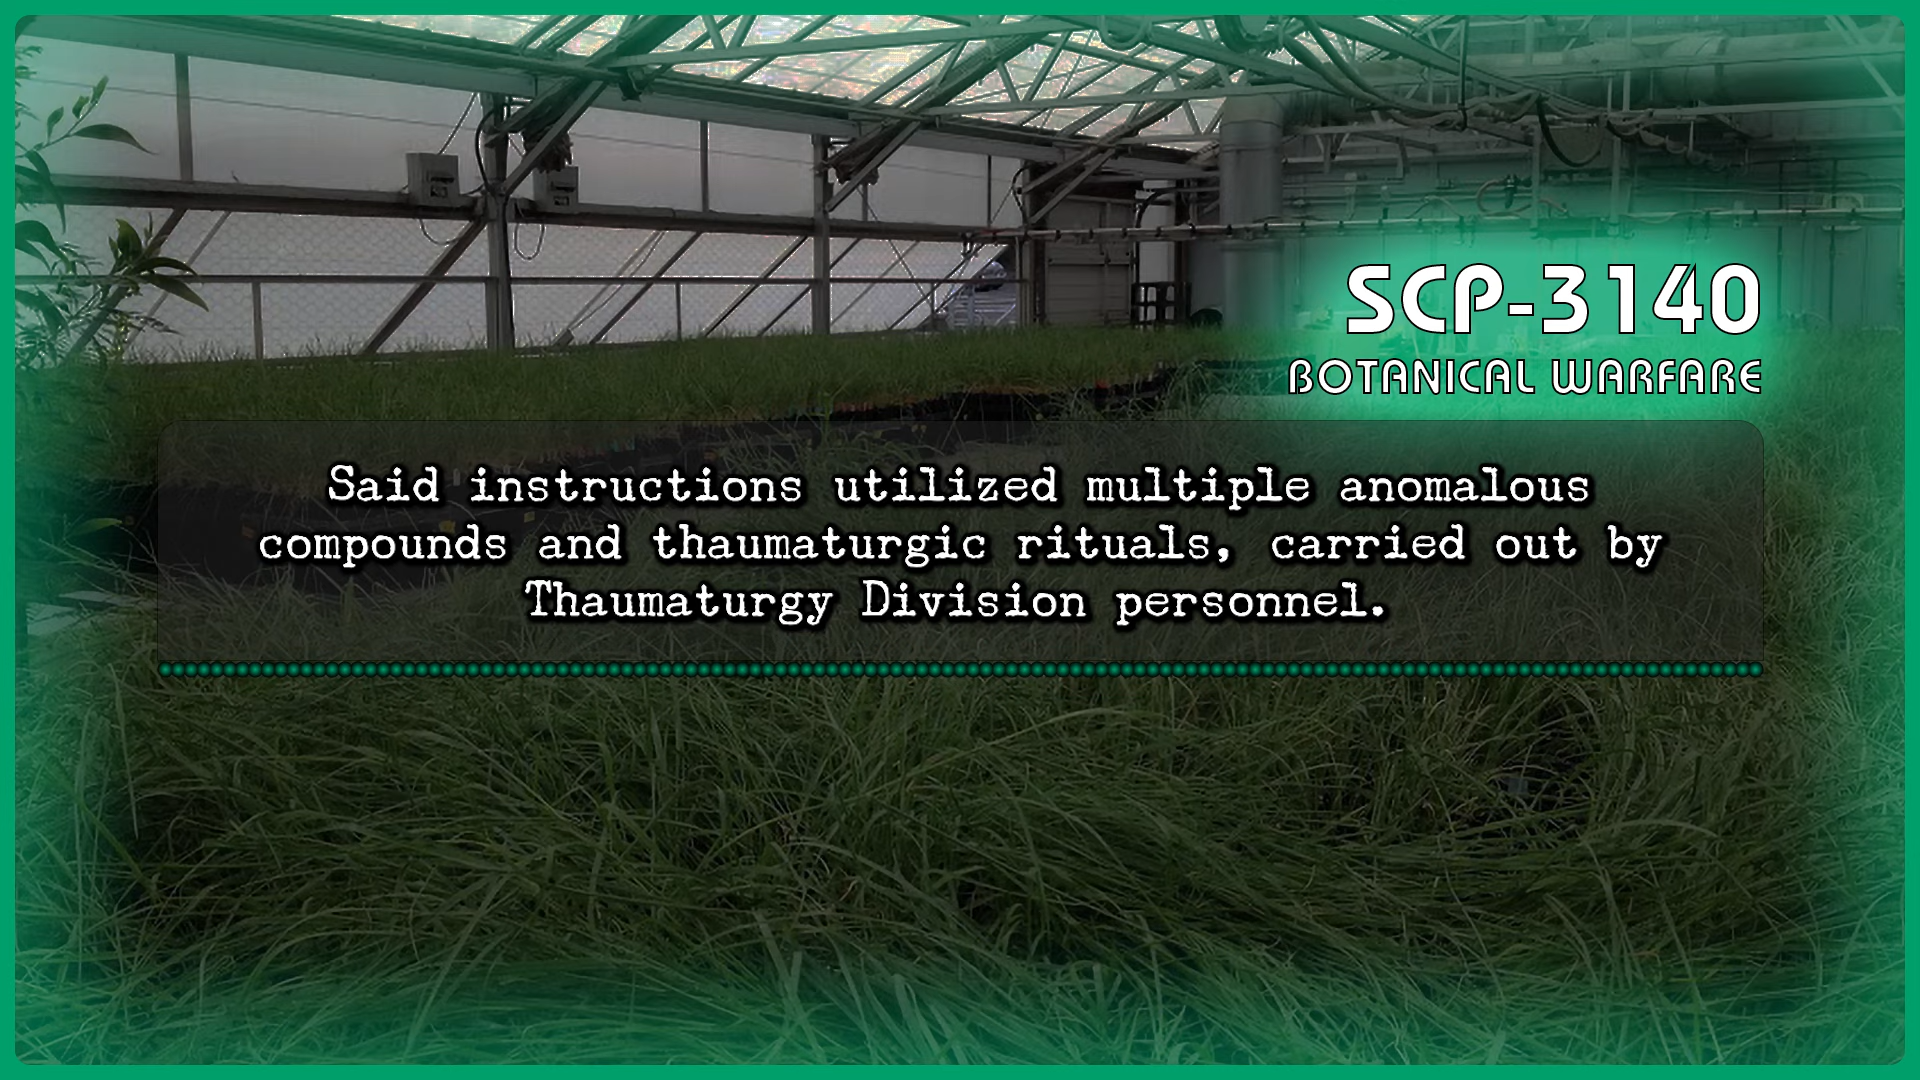 SCP-3140
BOTANICAL WARFARE
Said instructions utilized multiple anomalous
compounds and thaumaturgic rituals, carried out by
Thaumaturgy Division personnel.